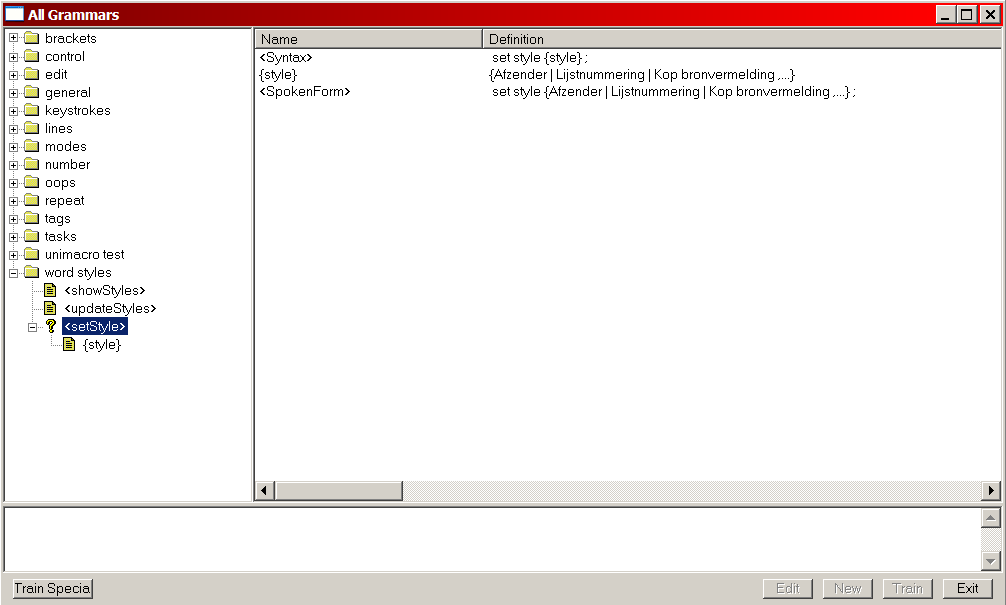 All Grammars
brackets
control
edit
general
keystrokes
lines
modes
number
oops
repeat
tags
tasks
unimacro test
word styles
<showStyles>
<updateStyles>
<setStyle>
{style}
Name Definition
<Syntax> set style {style} ;
{style} {Afzender | Lijstnummering | Kop bronvermelding ,...}
<SpokenForm> set style {Afzender | Lijstnummering | Kop bronvermelding ,...} ;
Train Specia
Edit New Train Exit